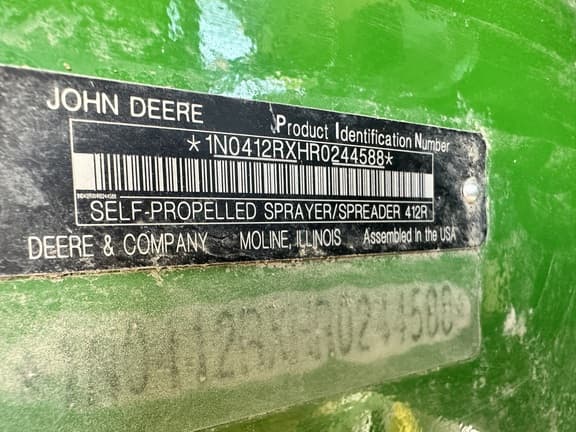 JOHN DEERE
Product Identification Number
*1N0412RXHR0244588*
SELF-PROPELLED SPRAYER/SPREADER 412R
DEERE & COMPANY MOLINE, ILLINOIS Assembled in the USA